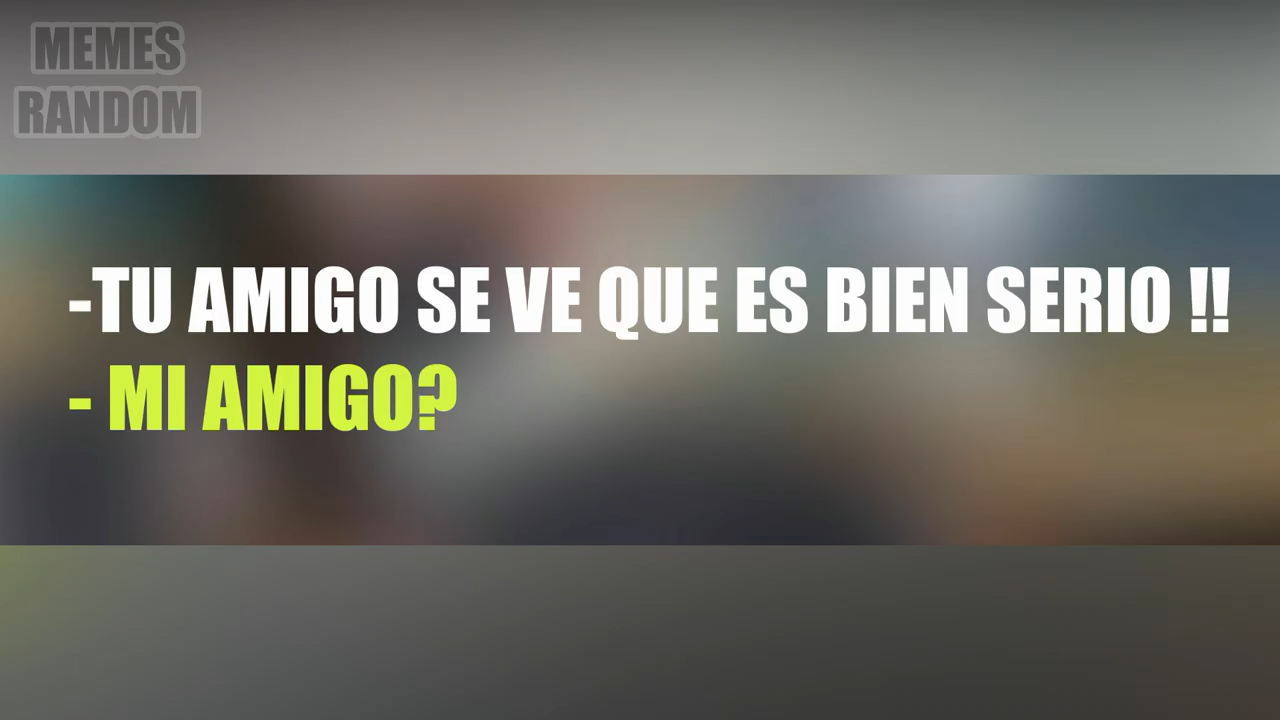 MEMES
RANDOM
-TU AMIGO SE VE QUE ES BIEN SERIO !!
- MI AMIGO?